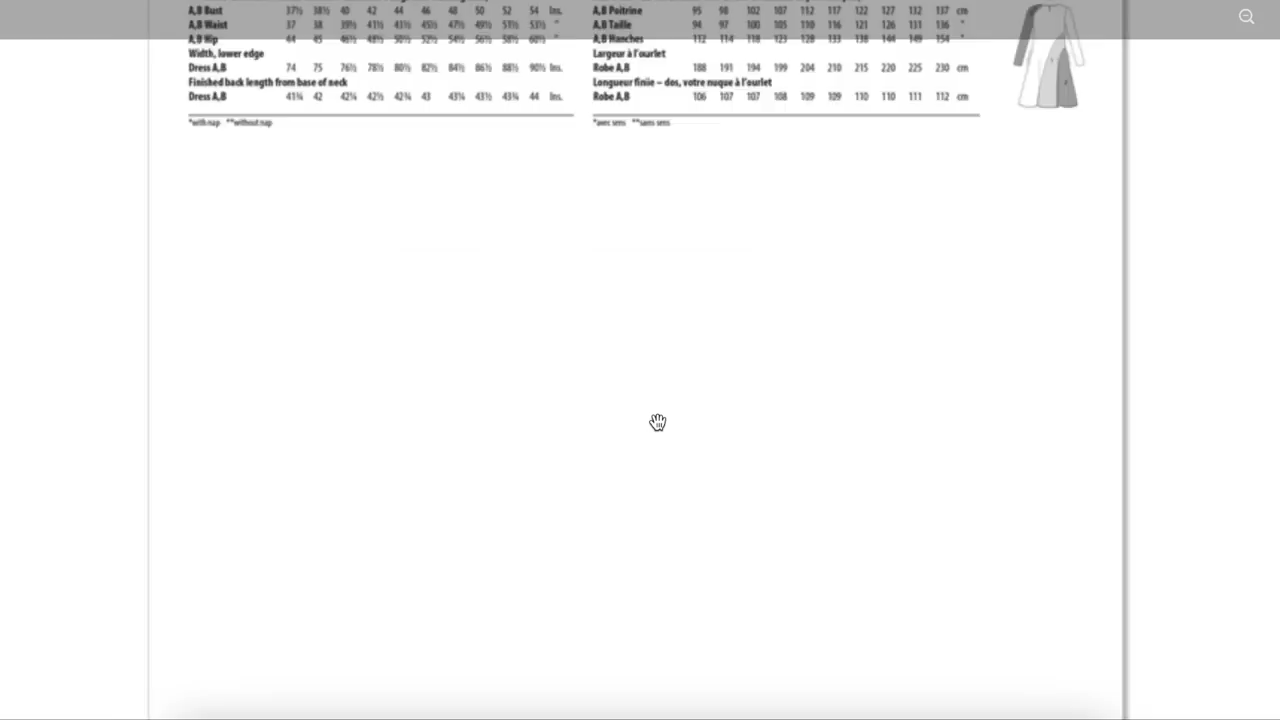 A,B Bust 37½ 38½ 40 42 44 46 48 50 52 54 Ins.
A,B Waist 37 38 39½ 41½ 43½ 45½ 47½ 49½ 51½ 53½ "
A,B Hip 44 45 46½ 48½ 50½ 52½ 54½ 56½ 58½ 60½ "
Width, lower edge
Dress A,B 74 75 76½ 78½ 80½ 82½ 84½ 86½ 88½ 90½ Ins.
Finished back length from base of neck
Dress A,B 41¾ 42 42¼ 42½ 42¾ 43 43¼ 43½ 43¾ 44 Ins.
*with nap **without nap
A,B Poitrine 95 98 102 107 112 117 122 127 132 137 cm
A,B Taille 94 97 100 105 110 116 121 126 131 136 "
A,B Hanches 112 114 118 123 128 133 138 144 149 154 "
Largeur à l'ourlet
Robe A,B 188 191 194 199 204 210 215 220 225 230 cm
Longueur finie – dos, votre nuque à l'ourlet
Robe A,B 106 107 107 108 109 109 110 110 111 112 cm
*avec sens **sans sens